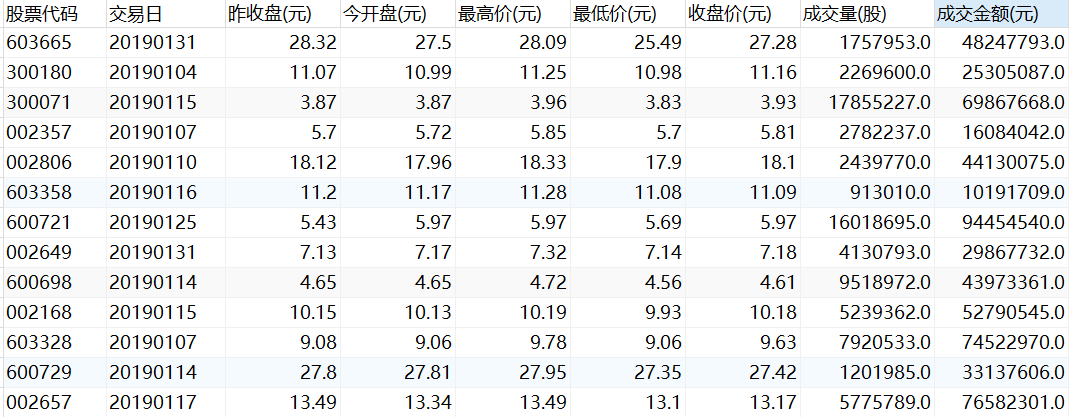 股票代码 交易日 昨收盘(元) 今开盘(元) 最高价(元) 最低价(元) 收盘价(元) 成交量(股) 成交金额(元)
603665 20190131 28.32 27.5 28.09 25.49 27.28 1757953.0 48247793.0
300180 20190104 11.07 10.99 11.25 10.98 11.16 2269600.0 25305087.0
300071 20190115 3.87 3.87 3.96 3.83 3.93 17855227.0 69867668.0
002357 20190107 5.7 5.72 5.85 5.7 5.81 2782237.0 16084042.0
002806 20190110 18.12 17.96 18.33 17.9 18.1 2439770.0 44130075.0
603358 20190116 11.2 11.17 11.28 11.08 11.09 913010.0 10191709.0
600721 20190125 5.43 5.97 5.97 5.69 5.97 16018695.0 94454540.0
002649 20190131 7.13 7.17 7.32 7.14 7.18 4130793.0 29867732.0
600698 20190114 4.65 4.65 4.72 4.56 4.61 9518972.0 43973361.0
002168 20190115 10.15 10.13 10.19 9.93 10.18 5239362.0 52790545.0
603328 20190107 9.08 9.06 9.78 9.06 9.63 7920533.0 74522970.0
600729 20190114 27.8 27.81 27.95 27.35 27.42 1201985.0 33137606.0
002657 20190117 13.49 13.34 13.49 13.1 13.17 5775789.0 76582301.0